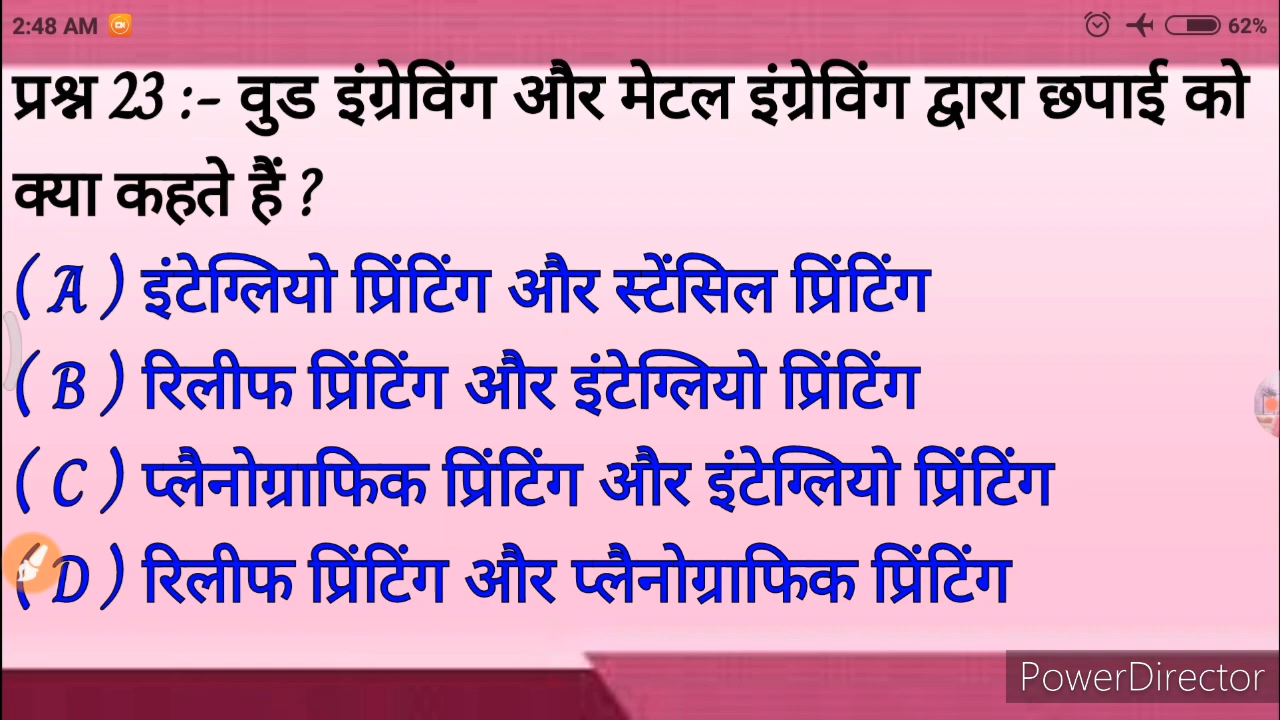 2:48 AM 62%
प्रश्न 23 :- वुड इंग्रेविंग और मेटल इंग्रेविंग द्वारा छपाई को
क्या कहते हैं ?
( A ) इंटेग्लियो प्रिंटिंग और स्टेंसिल प्रिंटिंग
( B ) रिलीफ प्रिंटिंग और इंटेग्लियो प्रिंटिंग
( C ) प्लैनोग्राफिक प्रिंटिंग और इंटेग्लियो प्रिंटिंग
( D ) रिलीफ प्रिंटिंग और प्लैनोग्राफिक प्रिंटिंग
PowerDirector